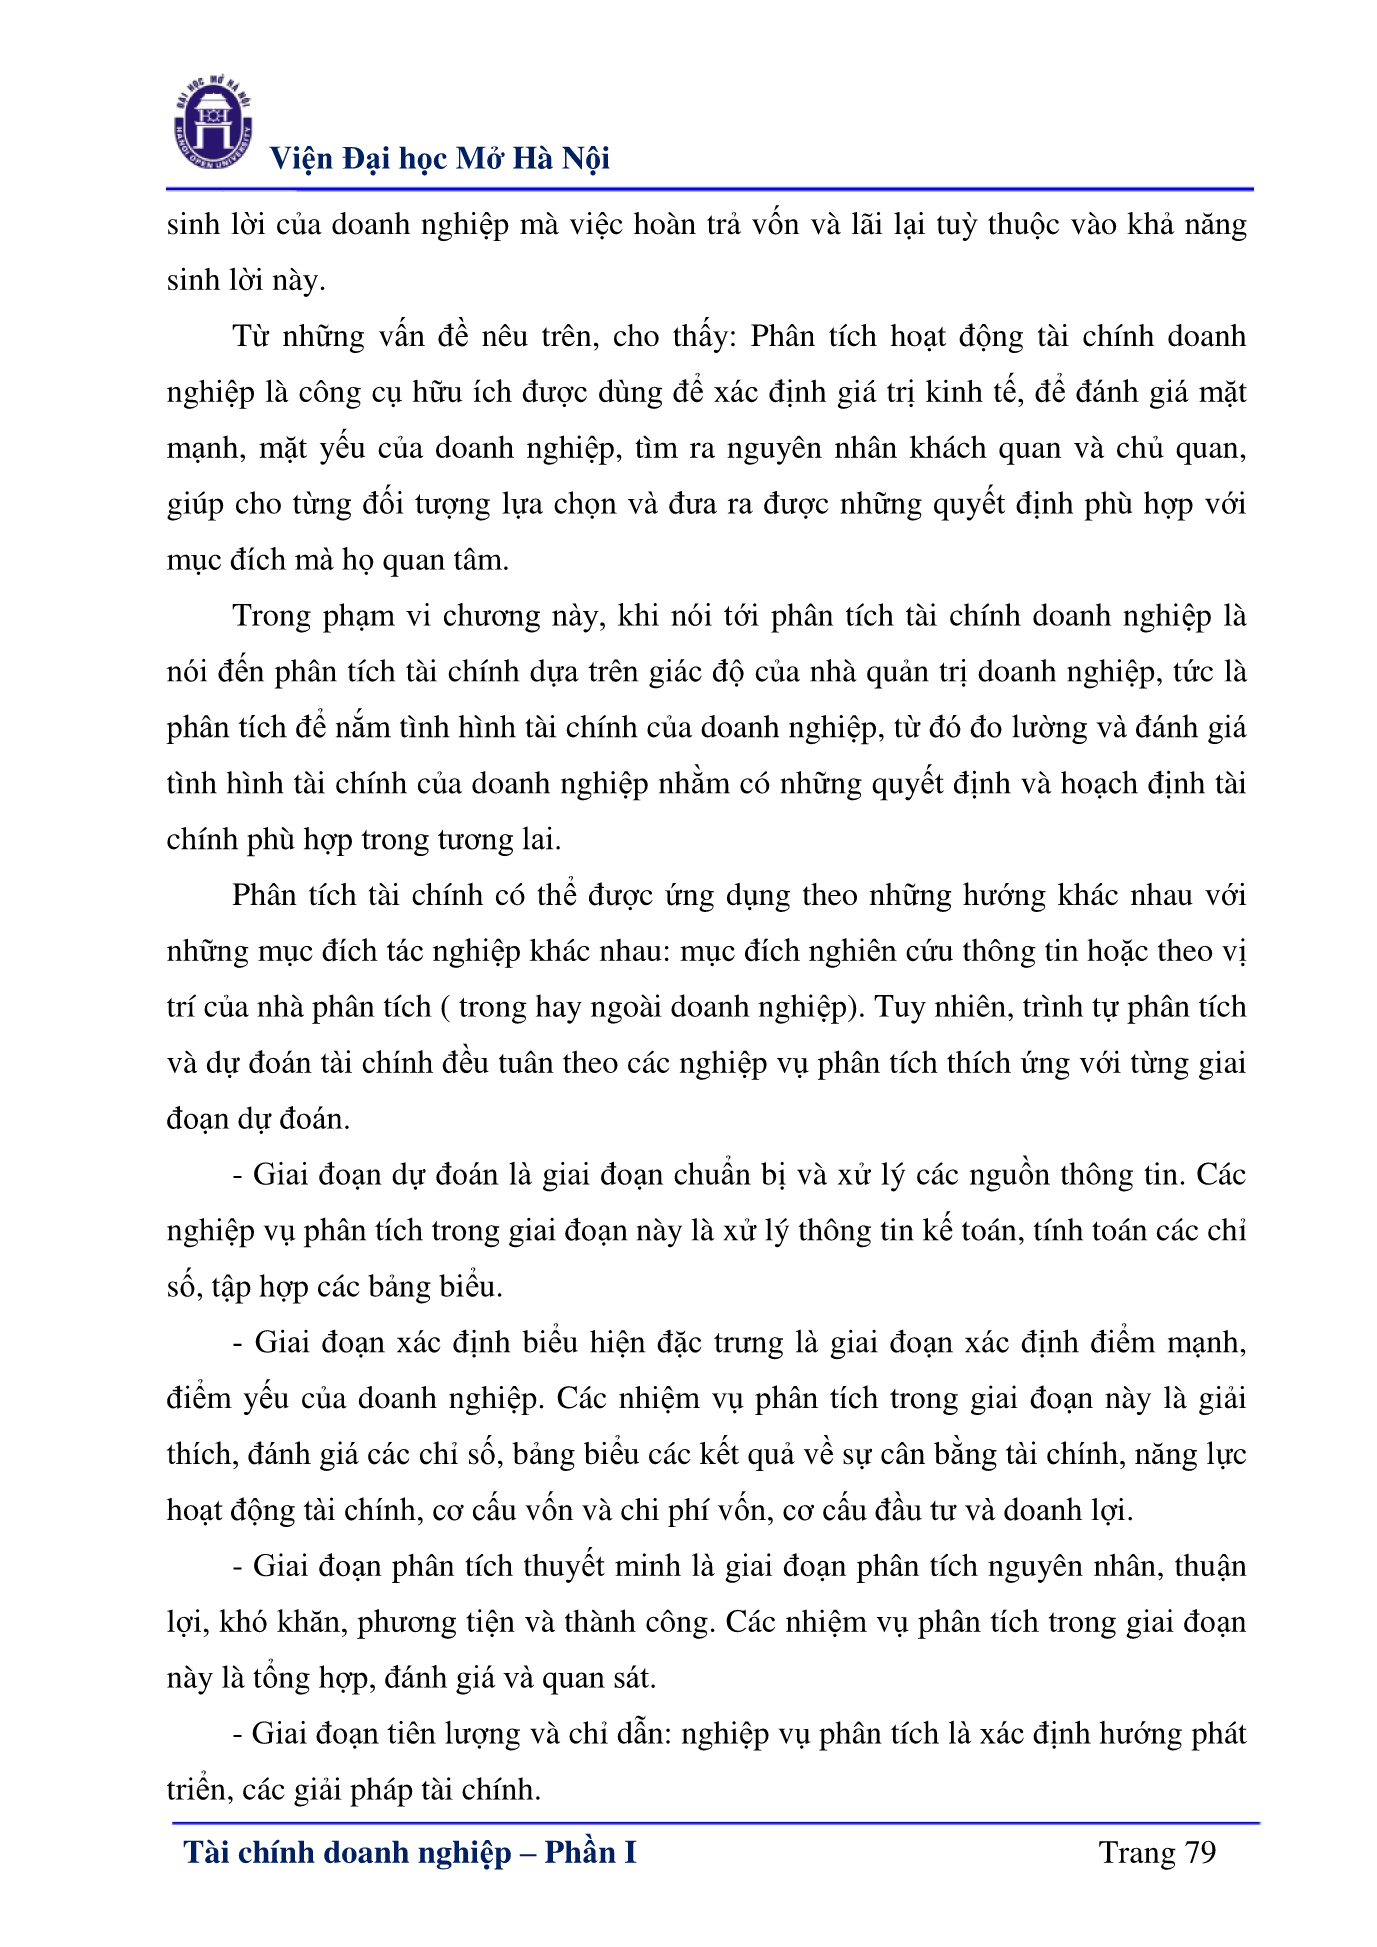 ĐẠI HỌC MỞ HÀ NỘI
HANOI OPEN UNIVERSITY
Viện Đại học Mở Hà Nội
sinh lời của doanh nghiệp mà việc hoàn trả vốn và lãi lại tuỳ thuộc vào khả năng
sinh lời này.
Từ những vấn đề nêu trên, cho thấy: Phân tích hoạt động tài chính doanh
nghiệp là công cụ hữu ích được dùng để xác định giá trị kinh tế, để đánh giá mặt
mạnh, mặt yếu của doanh nghiệp, tìm ra nguyên nhân khách quan và chủ quan,
giúp cho từng đối tượng lựa chọn và đưa ra được những quyết định phù hợp với
mục đích mà họ quan tâm.
Trong phạm vi chương này, khi nói tới phân tích tài chính doanh nghiệp là
nói đến phân tích tài chính dựa trên giác độ của nhà quản trị doanh nghiệp, tức là
phân tích để nắm tình hình tài chính của doanh nghiệp, từ đó đo lường và đánh giá
tình hình tài chính của doanh nghiệp nhằm có những quyết định và hoạch định tài
chính phù hợp trong tương lai.
Phân tích tài chính có thể được ứng dụng theo những hướng khác nhau với
những mục đích tác nghiệp khác nhau: mục đích nghiên cứu thông tin hoặc theo vị
trí của nhà phân tích ( trong hay ngoài doanh nghiệp). Tuy nhiên, trình tự phân tích
và dự đoán tài chính đều tuân theo các nghiệp vụ phân tích thích ứng với từng giai
đoạn dự đoán.
- Giai đoạn dự đoán là giai đoạn chuẩn bị và xử lý các nguồn thông tin. Các
nghiệp vụ phân tích trong giai đoạn này là xử lý thông tin kế toán, tính toán các chỉ
số, tập hợp các bảng biểu.
- Giai đoạn xác định biểu hiện đặc trưng là giai đoạn xác định điểm mạnh,
điểm yếu của doanh nghiệp. Các nhiệm vụ phân tích trong giai đoạn này là giải
thích, đánh giá các chỉ số, bảng biểu các kết quả về sự cân bằng tài chính, năng lực
hoạt động tài chính, cơ cấu vốn và chi phí vốn, cơ cấu đầu tư và doanh lợi.
- Giai đoạn phân tích thuyết minh là giai đoạn phân tích nguyên nhân, thuận
lợi, khó khăn, phương tiện và thành công. Các nhiệm vụ phân tích trong giai đoạn
này là tổng hợp, đánh giá và quan sát.
- Giai đoạn tiên lượng và chỉ dẫn: nghiệp vụ phân tích là xác định hướng phát
triển, các giải pháp tài chính.
Tài chính doanh nghiệp – Phần I Trang 79